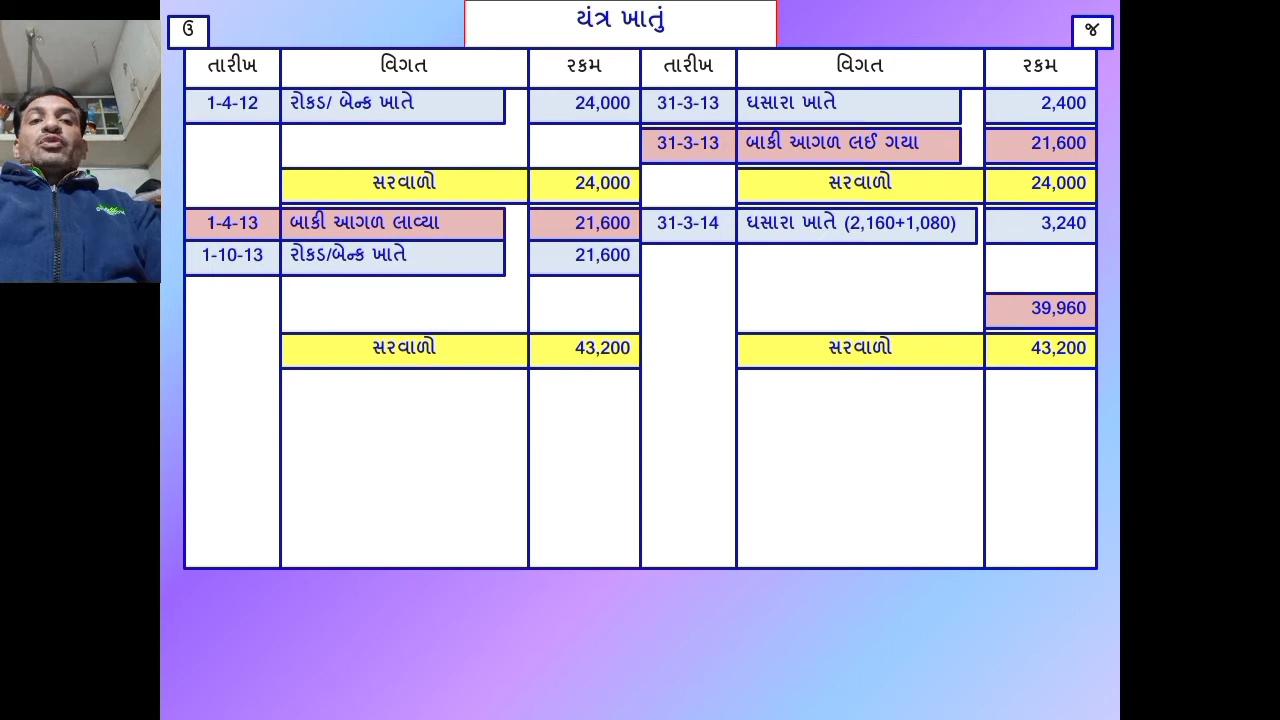 યંત્ર ખાતું
ઉ જ
તારીખ વિગત રકમ તારીખ વિગત રકમ
1-4-12 રોકડ/ બેન્ક ખાતે 24,000 31-3-13 ઘસારા ખાતે 2,400
31-3-13 બાકી આગળ લઈ ગયા 21,600
સરવાળો 24,000 સરવાળો 24,000
1-4-13 બાકી આગળ લાવ્યા 21,600 31-3-14 ઘસારા ખાતે (2,160+1,080) 3,240
1-10-13 રોકડ/બેન્ક ખાતે 21,600
39,960
સરવાળો 43,200 સરવાળો 43,200